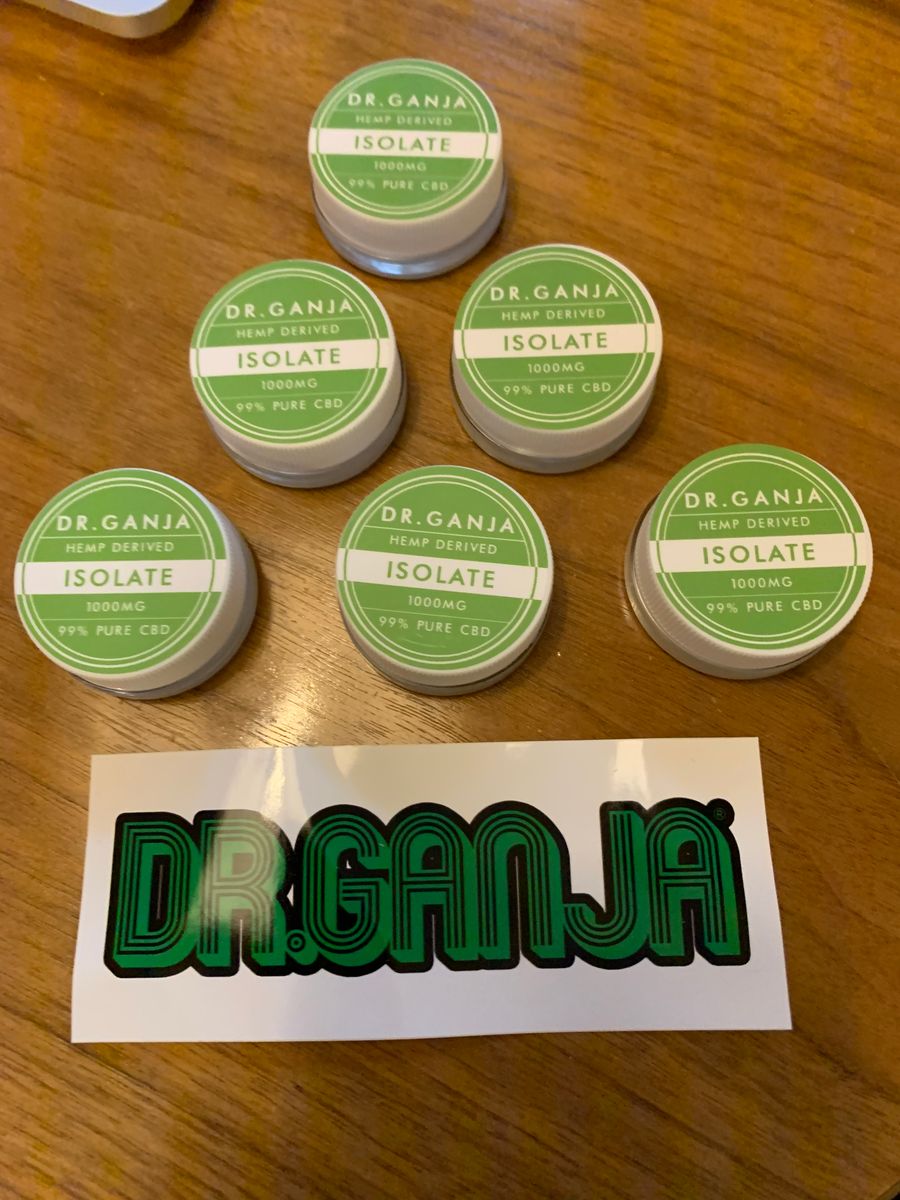 DR.GANJA
HEMP DERIVED
ISOLATE
1000MG
99% PURE CBD
DR.GANJA
HEMP DERIVED
ISOLATE
1000MG
99% PURE CBD
DR.GANJA
HEMP DERIVED
ISOLATE
1000MG
99% PURE CBD
DR.GANJA
HEMP DERIVED
ISOLATE
1000MG
99% PURE CBD
DR.GANJA
HEMP DERIVED
ISOLATE
1000MG
99% PURE CBD
DR.GANJA
HEMP DERIVED
ISOLATE
1000MG
99% PURE CBD
DR.GANJA®